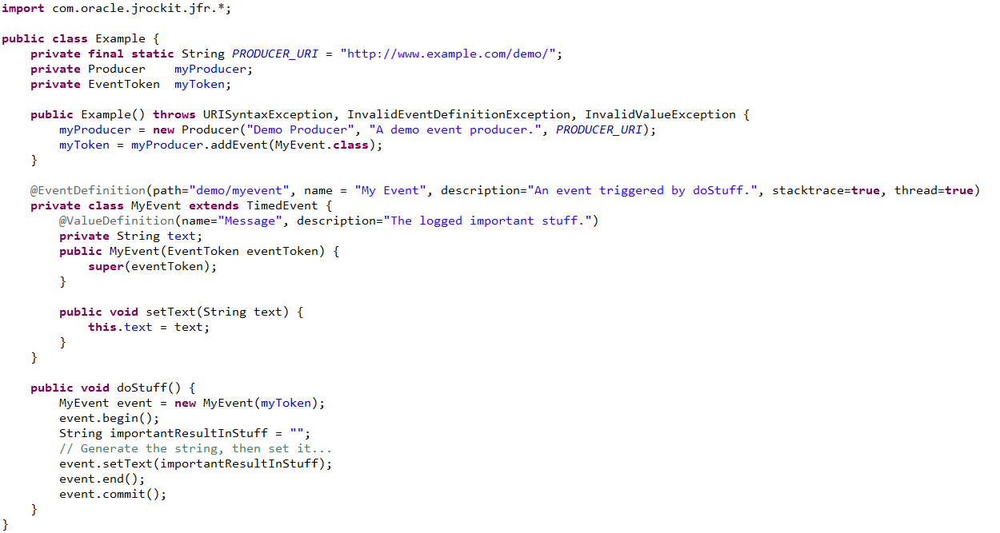 import com.oracle.jrockit.jfr.*;

public class Example {
    private final static String PRODUCER_URI = "http://www.example.com/demo/";
    private Producer    myProducer;
    private EventToken  myToken;

    public Example() throws URISyntaxException, InvalidEventDefinitionException, InvalidValueException {
        myProducer = new Producer("Demo Producer", "A demo event producer.", PRODUCER_URI);
        myToken = myProducer.addEvent(MyEvent.class);
    }

    @EventDefinition(path="demo/myevent", name = "My Event", description="An event triggered by doStuff.", stacktrace=true, thread=true)
    private class MyEvent extends TimedEvent {
        @ValueDefinition(name="Message", description="The logged important stuff.")
        private String text;
        public MyEvent(EventToken eventToken) {
            super(eventToken);
        }

        public void setText(String text) {
            this.text = text;
        }
    }

    public void doStuff() {
        MyEvent event = new MyEvent(myToken);
        event.begin();
        String importantResultInStuff = "";
        // Generate the string, then set it...
        event.setText(importantResultInStuff);
        event.end();
        event.commit();
    }
}